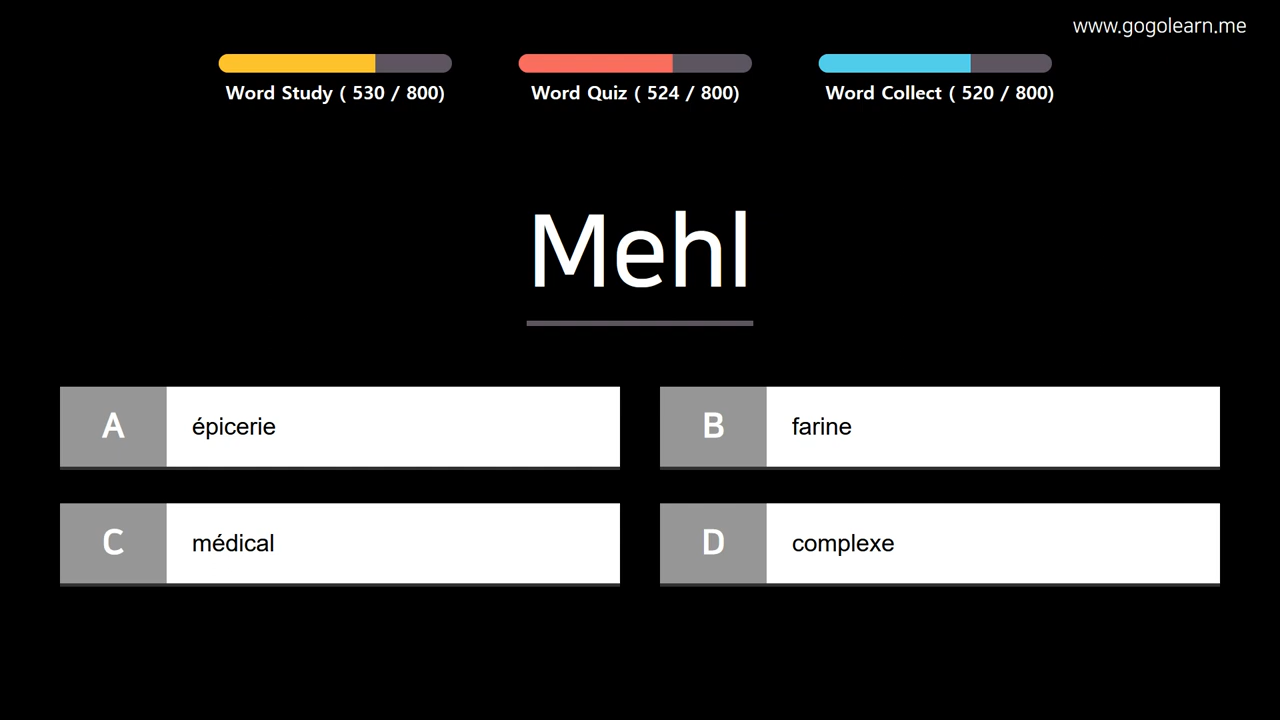 www.gogolearn.me
Word Study ( 530 / 800)
Word Quiz ( 524 / 800)
Word Collect ( 520 / 800)
Mehl
A épicerie
B farine
C médical
D complexe